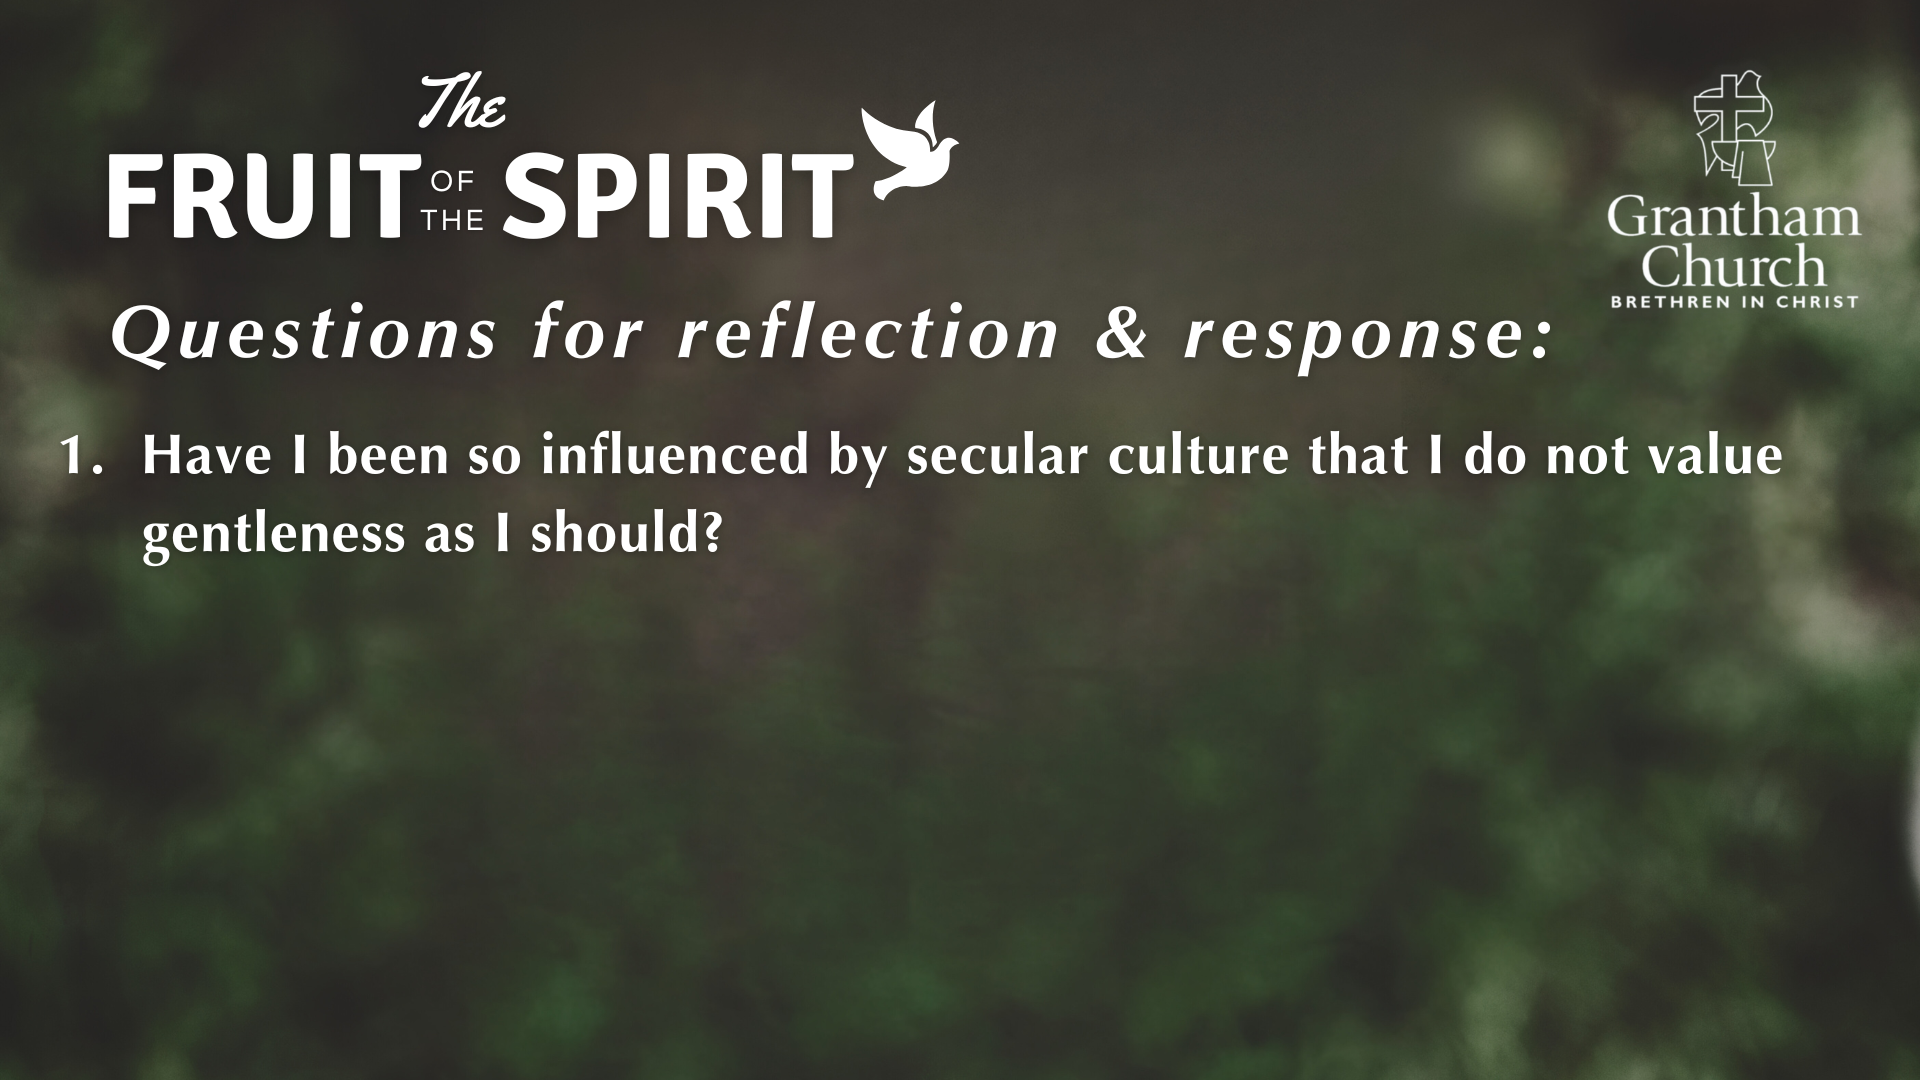 The
FRUIT OF THE SPIRIT
Grantham
Church
BRETHREN IN CHRIST
Questions for reflection & response:
1. Have I been so influenced by secular culture that I do not value
gentleness as I should?